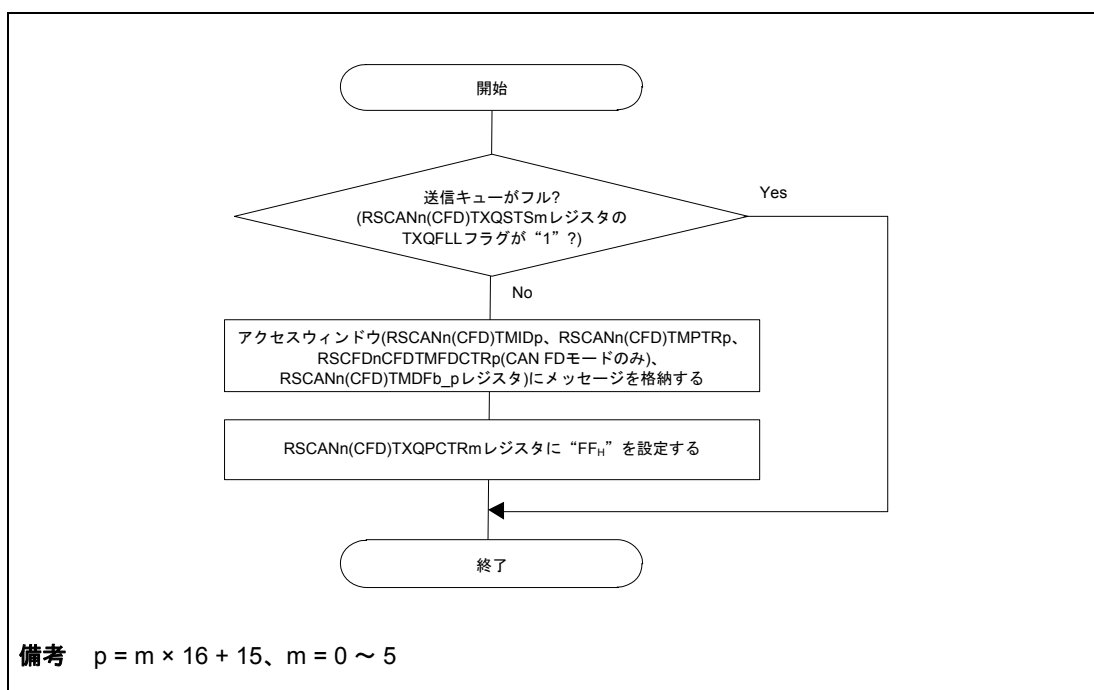 開始
送信キューがフル?
(RSCANn(CFD)TXQSTSmレジスタの
TXQFLLフラグが“1”?)
Yes
No
アクセスウィンドウ(RSCANn(CFD)TMIDp、RSCANn(CFD)TMPTRp、
RSCFDnCFDTMFDCTRp(CAN FDモードのみ)、
RSCANn(CFD)TMDFb_pレジスタ)にメッセージを格納する
RSCANn(CFD)TXQPCTRmレジスタに“FFH”を設定する
終了
備考 p = m × 16 + 15、m = 0 ～ 5